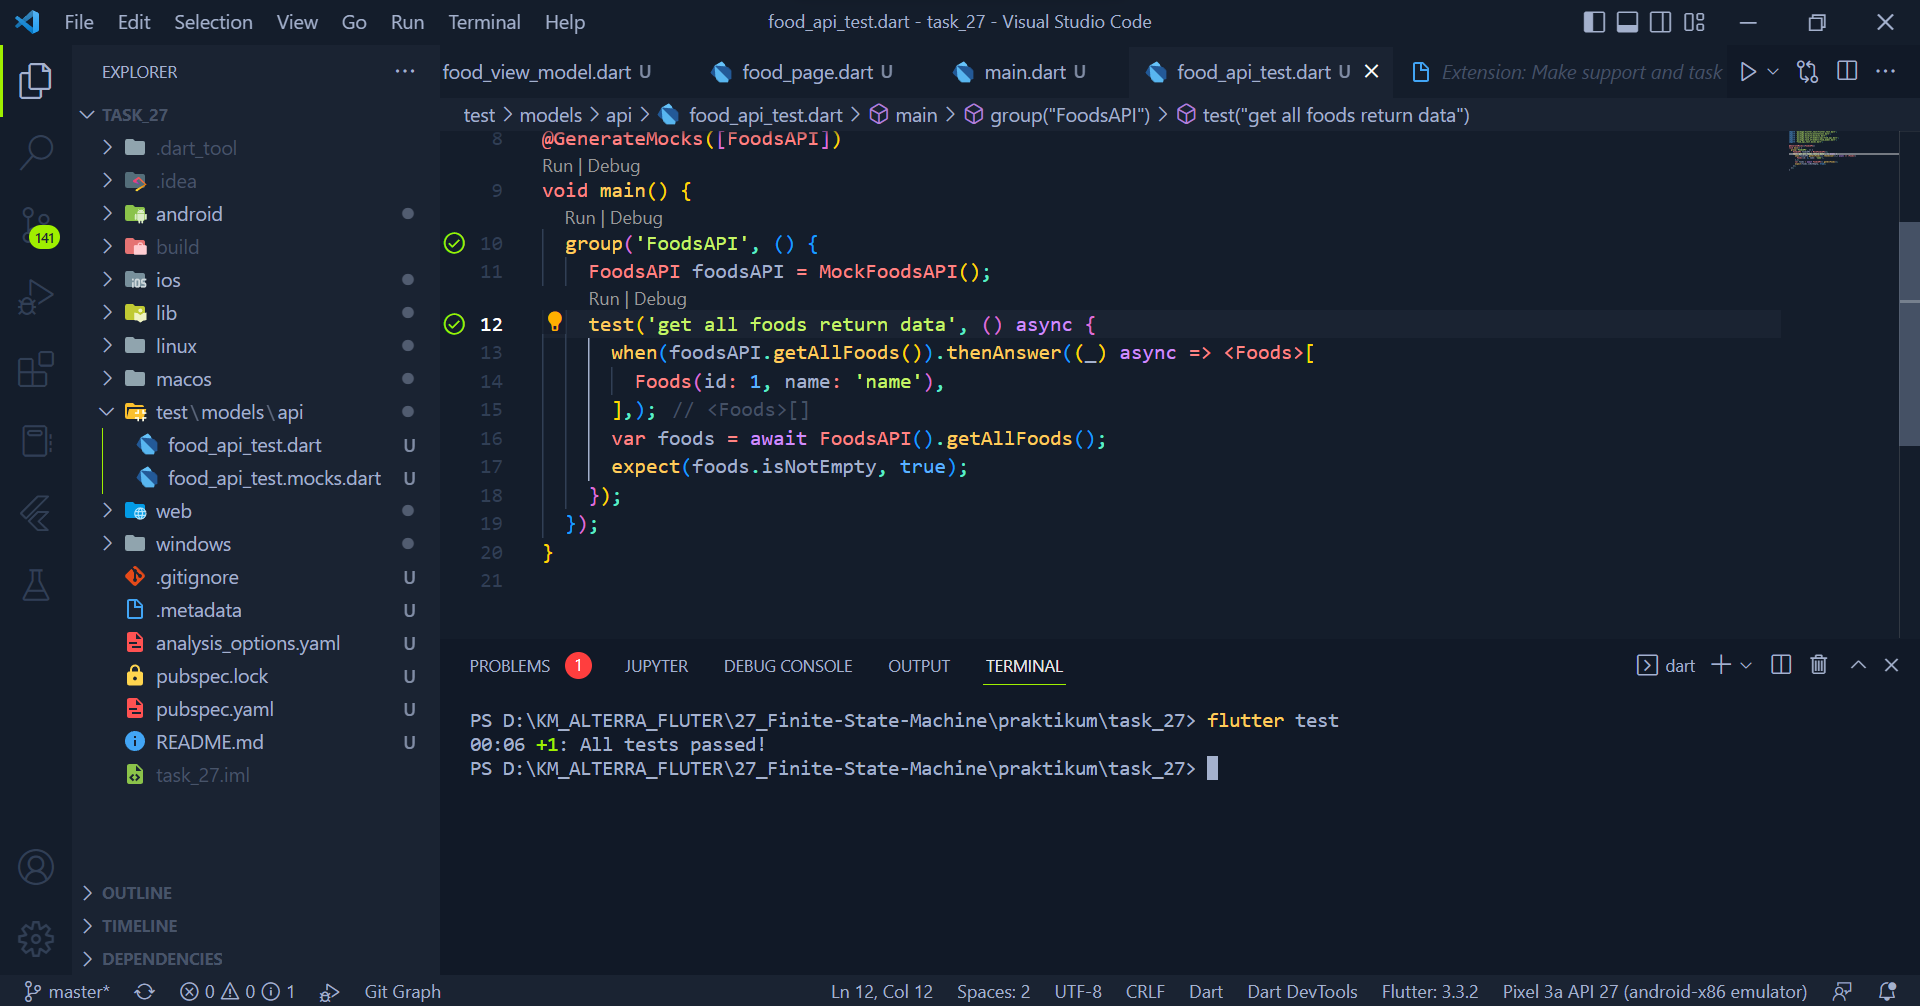 File Edit Selection View Go Run Terminal Help
food_api_test.dart - task_27 - Visual Studio Code
EXPLORER
food_view_model.dart U
food_page.dart U
main.dart U
food_api_test.dart U
Extension: Make support and task
test > models > api > food_api_test.dart > main > group("FoodsAPI") > test("get all foods return data")
TASK_27
.dart_tool
.idea
android
build
ios
lib
linux
macos
test\models\api
food_api_test.dart U
food_api_test.mocks.dart U
web
windows
.gitignore U
.metadata U
analysis_options.yaml U
pubspec.lock U
pubspec.yaml U
README.md U
task_27.iml
OUTLINE
TIMELINE
DEPENDENCIES
141
8 @GenerateMocks([FoodsAPI])
Run | Debug
9 void main() {
Run | Debug
10 group('FoodsAPI', () {
11 FoodsAPI foodsAPI = MockFoodsAPI();
Run | Debug
12 test('get all foods return data', () async {
13 when(foodsAPI.getAllFoods()).thenAnswer((_) async => <Foods>[
14 Foods(id: 1, name: 'name'),
15 ],); // <Foods>[]
16 var foods = await FoodsAPI().getAllFoods();
17 expect(foods.isNotEmpty, true);
18 });
19 });
20 }
21
PROBLEMS 1 JUPYTER DEBUG CONSOLE OUTPUT TERMINAL
dart
PS D:\KM_ALTERRA_FLUTER\27_Finite-State-Machine\praktikum\task_27> flutter test
00:06 +1: All tests passed!
PS D:\KM_ALTERRA_FLUTER\27_Finite-State-Machine\praktikum\task_27>
master* 0 0 1 Git Graph
Ln 12, Col 12 Spaces: 2 UTF-8 CRLF Dart Dart DevTools Flutter: 3.3.2 Pixel 3a API 27 (android-x86 emulator)